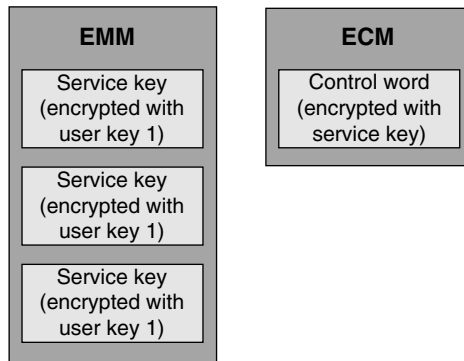 EMM
Service key
(encrypted with
user key 1)
Service key
(encrypted with
user key 1)
Service key
(encrypted with
user key 1)
ECM
Control word
(encrypted with
service key)